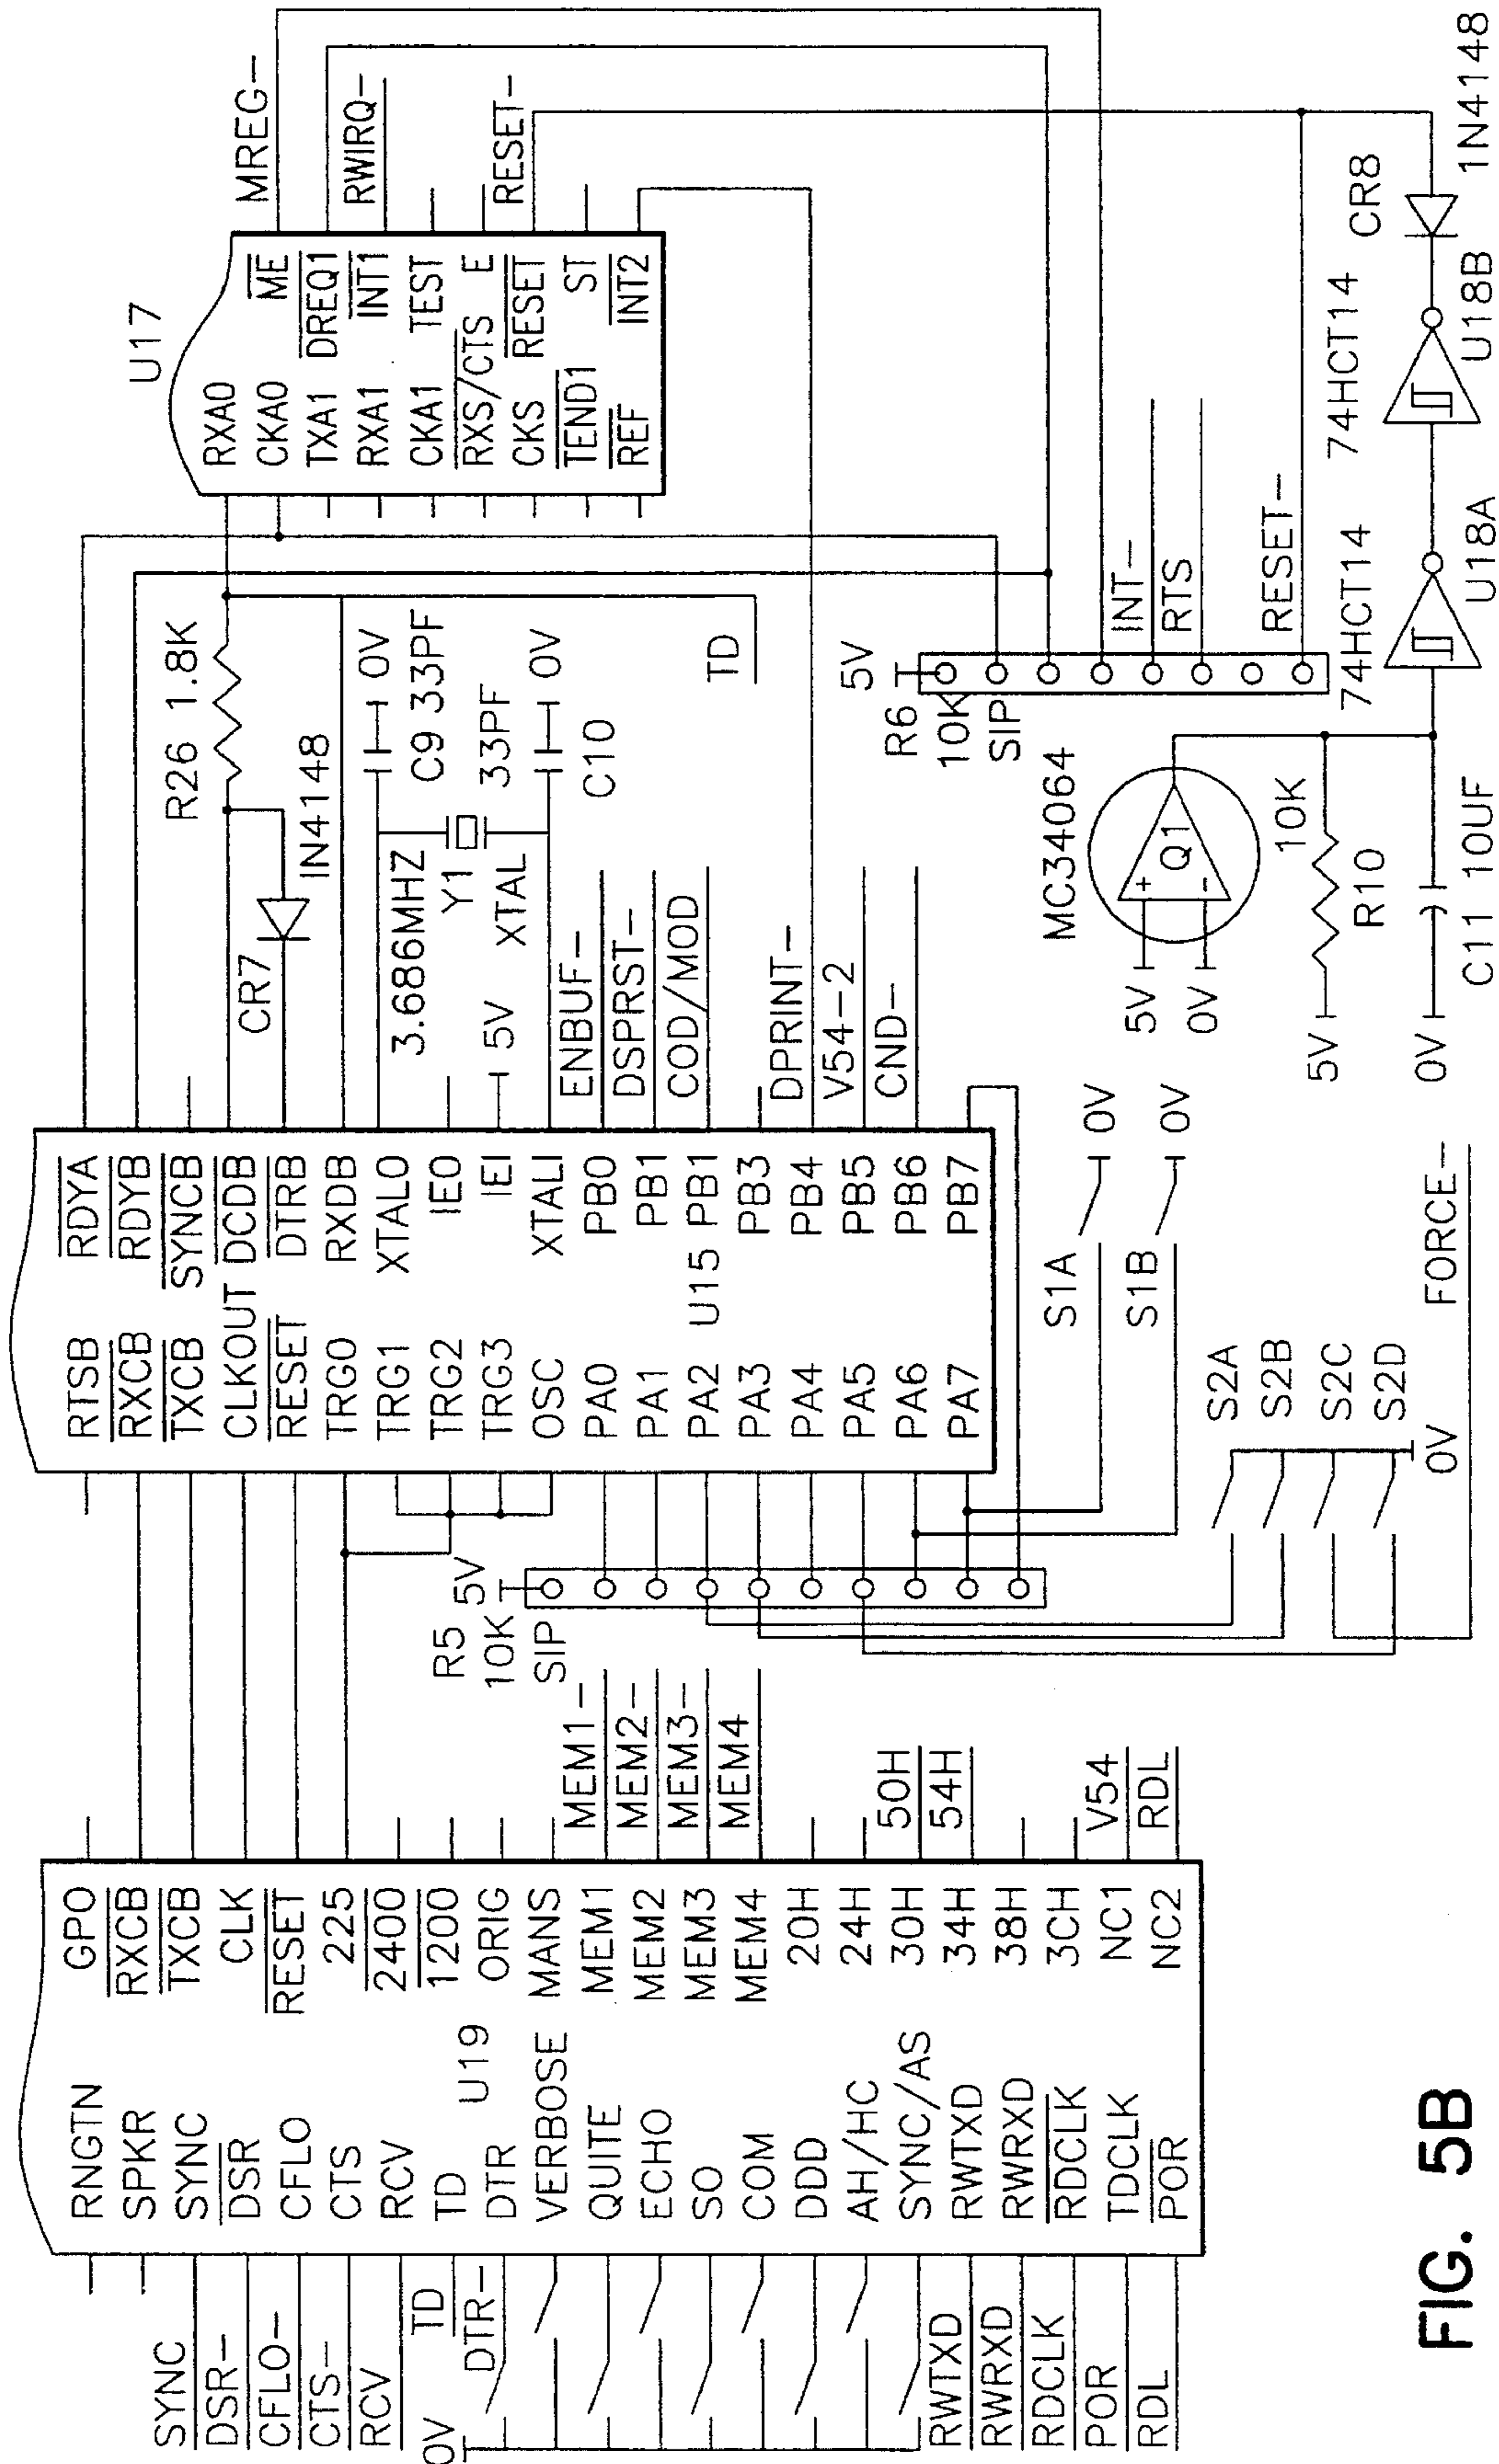 SYNC
DSR-
CFLO-
CTS-
RCV
TD
DTR-
0V
RWTXD
RWRXD
RDCLK
POR
RDL
RNGTN
SPKR
SYNC
DSR
CFLO
CTS
RCV
TD
DTR
VERBOSE
QUITE
ECHO
SO
COM
DDD
AH/HC
SYNC/AS
RWTXD
RWRXD
RDCLK
TDCLK
POR
U19
GPO
RXCB
TXCB
CLK
RESET
225
2400
1200
ORIG
MANS
MEM1
MEM2
MEM3
MEM4
20H
24H
30H
34H
38H
3CH
NC1
NC2
MEM1-
MEM2-
MEM3-
MEM4
50H
54H
V54
RDL
R5
10K
SIP
5V
RTSB
RXCB
TXCB
CLKOUT
RESET
TRG0
TRG1
TRG2
TRG3
OSC
PA0
PA1
PA2
PA3
PA4
PA5
PA6
PA7
U15
RDYA
RDYB
SYNCB
DCDB
DTRB
RXDB
XTALO
IEO
IEI
XTALI
PB0
PB1
PB1
PB3
PB4
PB5
PB6
PB7
S2A
S2B
S2C
S2D
0V
FORCE-
S1A
0V
S1B
0V
CR7
IN4148
R26 1.8K
3.686MHZ
Y1
XTAL
5V
0V
C9 33PF
33PF
0V
C10
ENBUF-
DSPRST-
COD/MOD
TD
DPRINT-
V54-2
CND-
U17
RXA0
CKA0
TXA1
RXA1
CKA1
RXS/CTS
CKS
TEND1
REF
ME
DREQ1
INT1
TEST
E
RESET
ST
INT2
MREG-
RWIRQ-
RESET-
5V
R6
10K
SIP
INT-
RTS
RESET-
MC34064
Q1
+
-
5V
0V
10K
R10
5V
0V
C11 10UF
74HCT14
U18A
74HCT14
U18B
CR8
1N4148
FIG. 5B